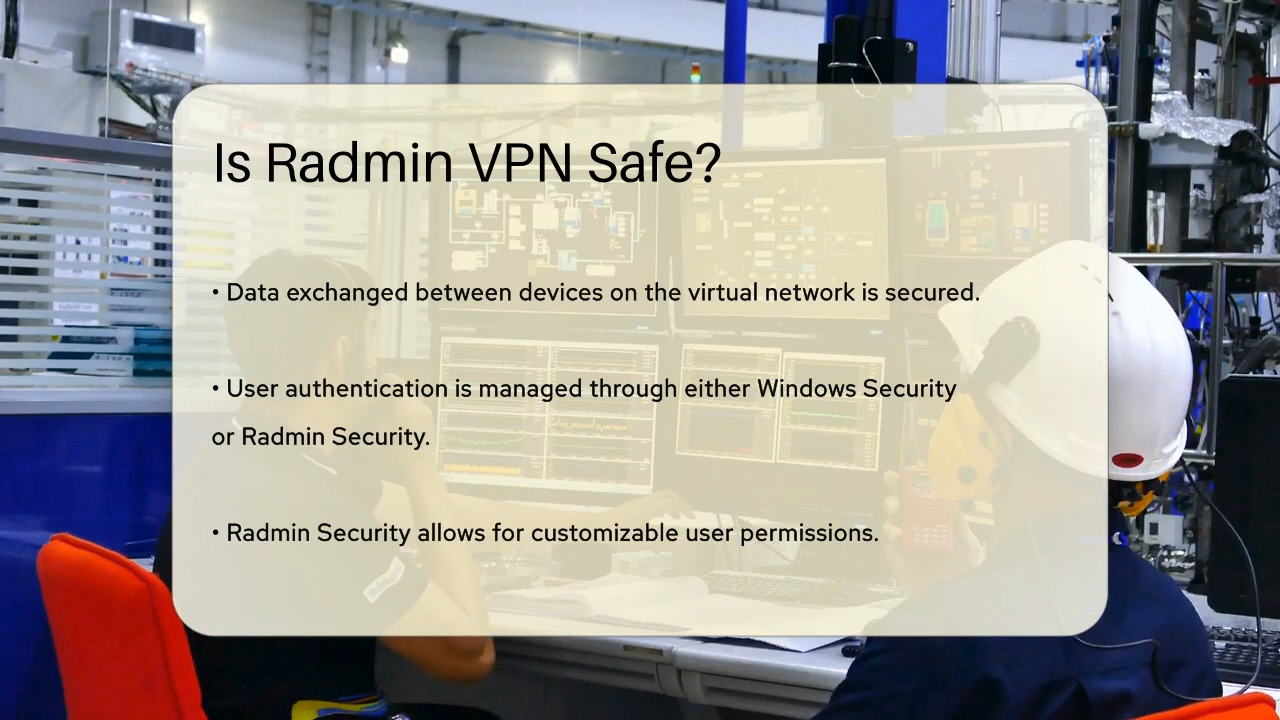 Is Radmin VPN Safe?
• Data exchanged between devices on the virtual network is secured.
• User authentication is managed through either Windows Security
or Radmin Security.
• Radmin Security allows for customizable user permissions.